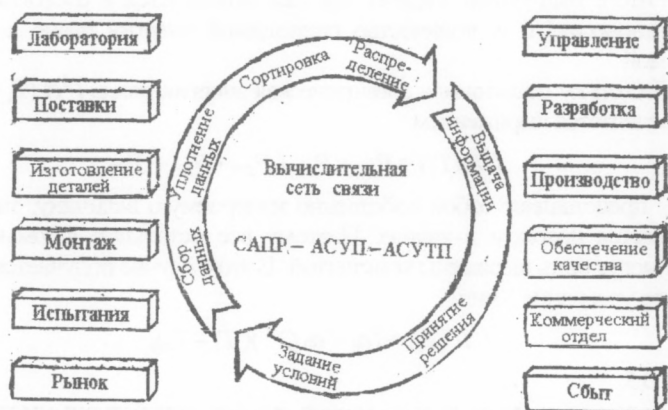 Лаборатория
Поставки
Изготовление
деталей
Монтаж
Испытания
Рынок
Сбор
данных
Уплотнение
данных
Сортировка
Распре-
деление
Выдача
информации
Принятие
решения
Задание
условий
Вычислительная
сеть связи
САПР – АСУП – АСУТП
Управление
Разработка
Производство
Обеспечение
качества
Коммерческий
отдел
Сбыт